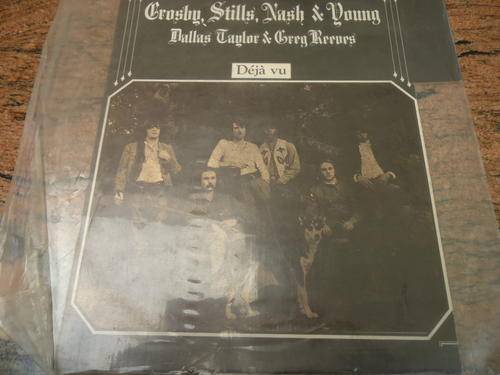 Crosby, Stills, Nash & Young
Dallas Taylor & Greg Reeves
Déjà vu